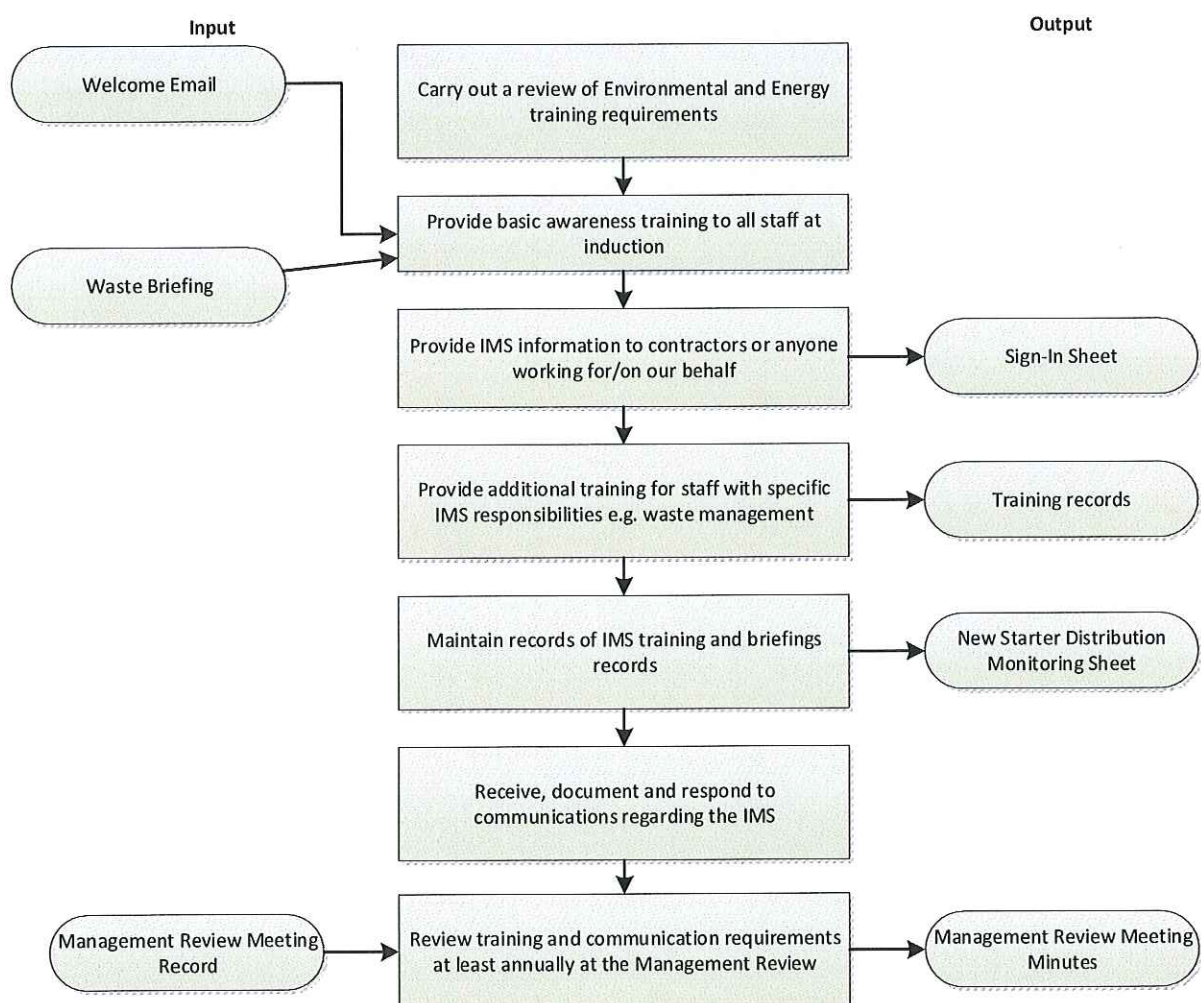 Input
Output
Welcome Email
Carry out a review of Environmental and Energy
training requirements
Provide basic awareness training to all staff at
induction
Waste Briefing
Provide IMS information to contractors or anyone
working for/on our behalf
Sign-In Sheet
Provide additional training for staff with specific
IMS responsibilities e.g. waste management
Training records
Maintain records of IMS training and briefings
records
New Starter Distribution
Monitoring Sheet
Receive, document and respond to
communications regarding the IMS
Management Review Meeting
Record
Review training and communication requirements
at least annually at the Management Review
Management Review Meeting
Minutes